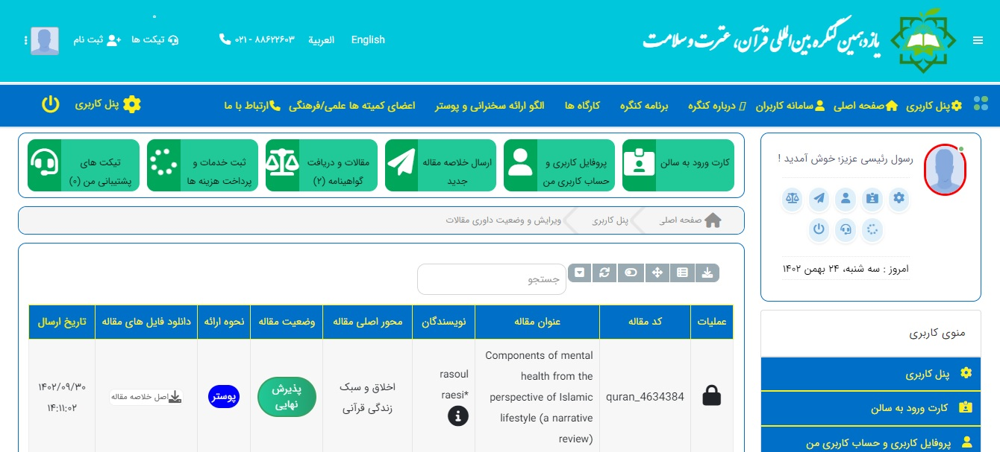 یازدهمین کنگره بین‌المللی قرآن، عترت و سلامت
English
العربية
۰۲۱ - ۸۸۶۲۲۶۰۳
تیکت ها
ثبت نام
پنل کاربری
صفحه اصلی
سامانه کاربران
درباره کنگره
برنامه کنگره
کارگاه ها
الگو ارائه سخنرانی و پوستر
اعضای کمیته ها علمی/فرهنگی
ارتباط با ما
پنل کاربری
رسول رئیسی عزیز؛ خوش آمدید !
امروز : سه شنبه، ۲۴ بهمن ۱۴۰۲
منوی کاربری
پنل کاربری
کارت ورود به سالن
پروفایل کاربری و حساب کاربری من
کارت ورود به سالن
پروفایل کاربری و
حساب کاربری من
ارسال خلاصه مقاله
جدید
مقالات و دریافت
گواهینامه (۲)
ثبت خدمات و
پرداخت هزینه ها
تیکت های
پشتیبانی من (۰)
صفحه اصلی
پنل کاربری
ویرایش و وضعیت داوری مقالات
جستجو
عملیات
کد مقاله
عنوان مقاله
نویسندگان
محور اصلی مقاله
وضعیت مقاله
نحوه ارائه
دانلود فایل های مقاله
تاریخ ارسال
quran_4634384
Components of mental
health from the
perspective of Islamic
lifestyle (a narrative
review)
rasoul
raesi*
اخلاق و سبک
زندگی قرآنی
پذیرش
نهایی
پوستر
اصل خلاصه مقاله
۱۴۰۲/۰۹/۳۰
۱۴:۱۱:۰۲